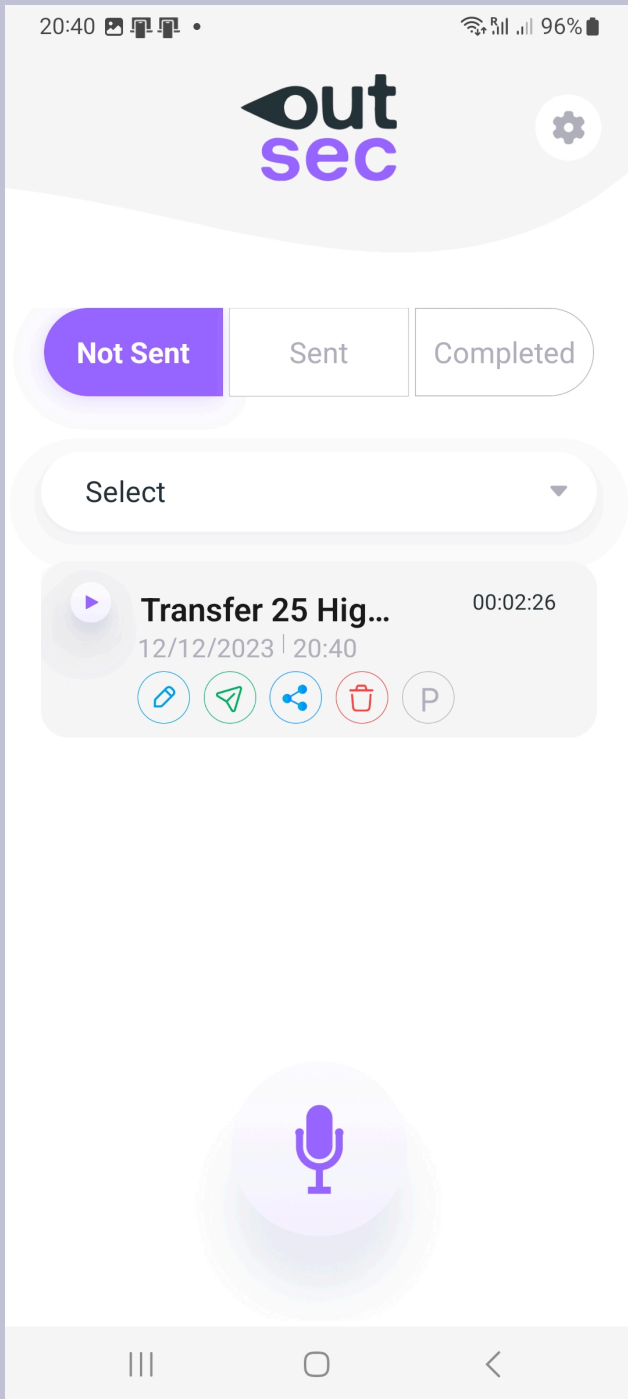 20:40 R 96%
out
sec
Not Sent Sent Completed
Select
Transfer 25 Hig... 00:02:26
12/12/2023 20:40
P